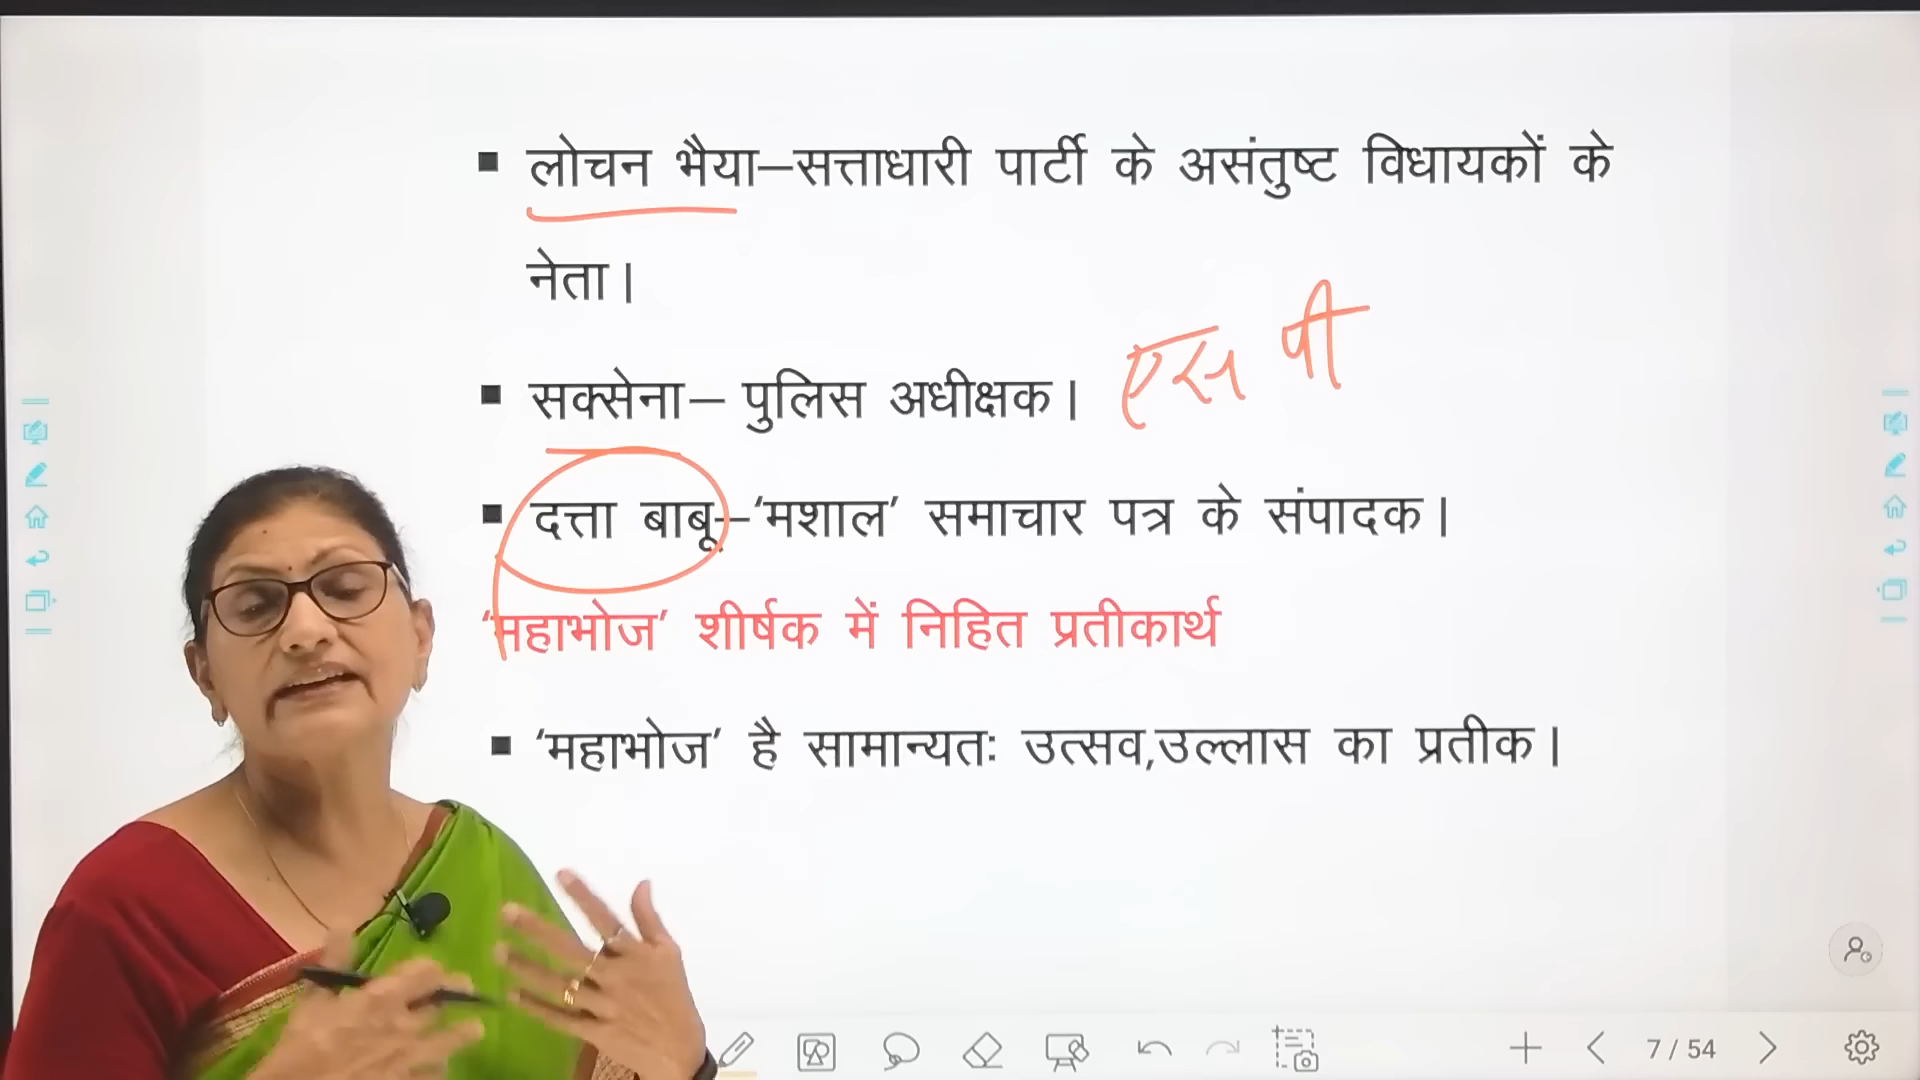 ▪ लोचन भैया–सत्ताधारी पार्टी के असंतुष्ट विधायकों के
नेता।
▪ सक्सेना– पुलिस अधीक्षक। एस पी
▪ दत्ता बाबू–‘मशाल’ समाचार पत्र के संपादक।
‘महाभोज’ शीर्षक में निहित प्रतीकार्थ
▪ ‘महाभोज’ है सामान्यतः उत्सव,उल्लास का प्रतीक।
7 / 54